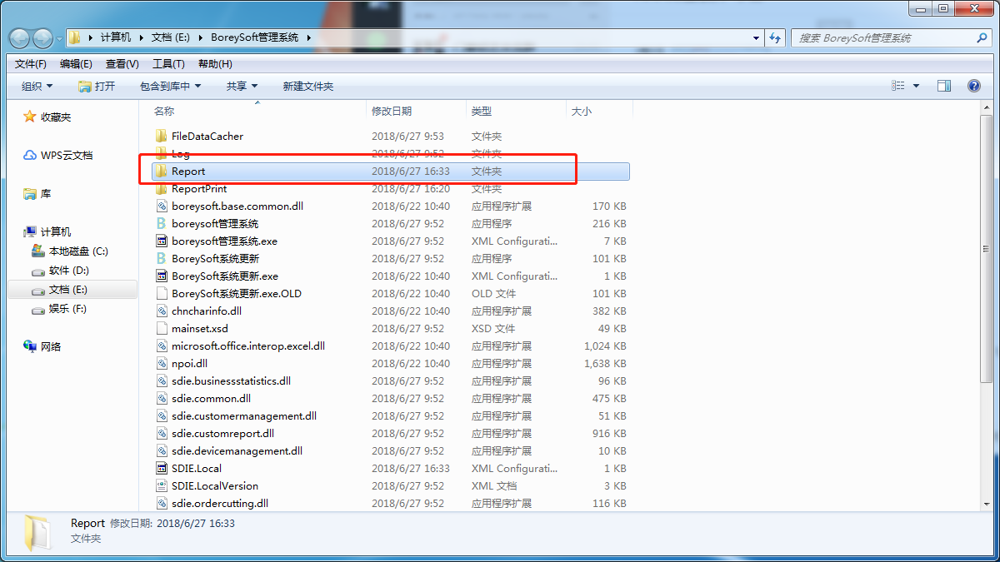 计算机 文档 (E:) BoreySoft管理系统 搜索 BoreySoft管理系统
文件(F) 编辑(E) 查看(V) 工具(T) 帮助(H)
组织 打开 包含到库中 共享 新建文件夹
收藏夹
WPS云文档
库
计算机
本地磁盘 (C:)
软件 (D:)
文档 (E:)
娱乐 (F:)
网络
名称 修改日期 类型 大小
FileDataCacher 2018/6/27 9:53 文件夹
Log 2018/6/27 9:52 文件夹
Report 2018/6/27 16:33 文件夹
ReportPrint 2018/6/27 16:20 文件夹
boreysoft.base.common.dll 2018/6/22 10:40 应用程序扩展 170 KB
boreysoft管理系统 2018/6/27 9:52 应用程序 216 KB
boreysoft管理系统.exe 2018/6/27 9:52 XML Configurati... 7 KB
BoreySoft系统更新 2018/6/27 9:52 应用程序 101 KB
BoreySoft系统更新.exe 2018/6/22 10:40 XML Configurati... 1 KB
BoreySoft系统更新.exe.OLD 2018/6/22 10:40 OLD 文件 101 KB
chncharinfo.dll 2018/6/22 10:40 应用程序扩展 382 KB
mainset.xsd 2018/6/27 9:52 XSD 文件 49 KB
microsoft.office.interop.excel.dll 2018/6/22 10:40 应用程序扩展 1,024 KB
npoi.dll 2018/6/22 10:40 应用程序扩展 1,638 KB
sdie.businessstatistics.dll 2018/6/27 9:52 应用程序扩展 96 KB
sdie.common.dll 2018/6/27 9:52 应用程序扩展 475 KB
sdie.customermanagement.dll 2018/6/27 9:52 应用程序扩展 51 KB
sdie.customreport.dll 2018/6/27 9:52 应用程序扩展 916 KB
sdie.devicemanagement.dll 2018/6/27 9:52 应用程序扩展 10 KB
SDIE.Local 2018/6/27 16:33 XML Configurati... 1 KB
SDIE.LocalVersion 2018/6/27 9:52 XML 文档 3 KB
sdie.ordercutting.dll 2018/6/27 9:52 应用程序扩展 116 KB
Report 修改日期: 2018/6/27 16:33
文件夹